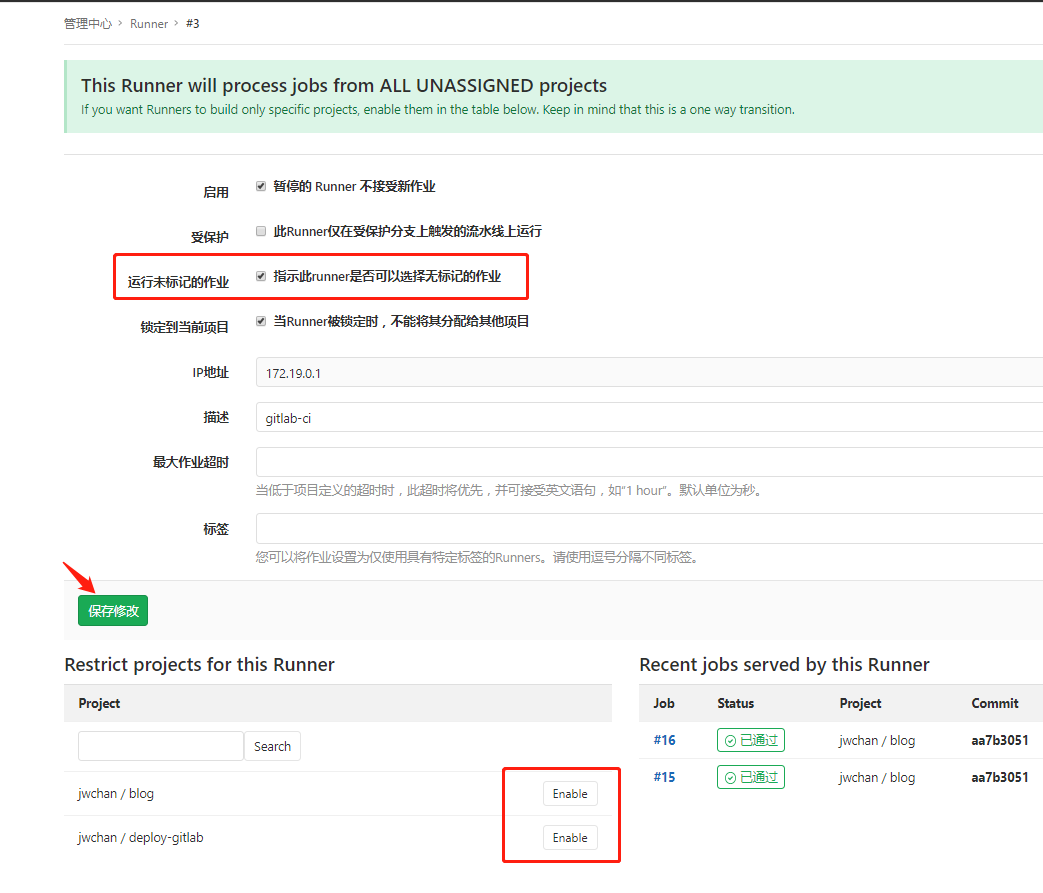 管理中心 › Runner › #3
This Runner will process jobs from ALL UNASSIGNED projects
If you want Runners to build only specific projects, enable them in the table below. Keep in mind that this is a one way transition.
启用 暂停的 Runner 不接受新作业
受保护 此Runner仅在受保护分支上触发的流水线上运行
运行未标记的作业 指示此runner是否可以选择无标记的作业
锁定到当前项目 当Runner被锁定时，不能将其分配给其他项目
IP地址 172.19.0.1
描述 gitlab-ci
最大作业超时
当低于项目定义的超时时，此超时将优先，并可接受英文语句，如“1 hour”。默认单位为秒。
标签
您可以将作业设置为仅使用具有特定标签的Runners。请使用逗号分隔不同标签。
保存修改
Restrict projects for this Runner
Project
Search
jwchan / blog Enable
jwchan / deploy-gitlab Enable
Recent jobs served by this Runner
Job Status Project Commit
#16 已通过 jwchan / blog aa7b3051
#15 已通过 jwchan / blog aa7b3051